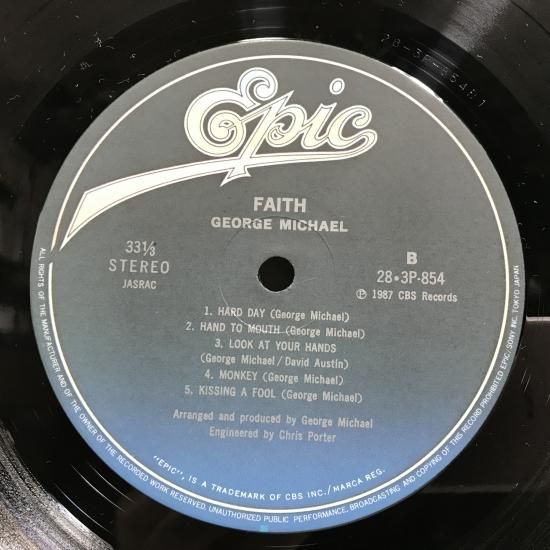 28-3P-854B1
Epic
FAITH
GEORGE MICHAEL
33⅓
STEREO
JASRAC
B
28•3P-854
Ⓟ 1987 CBS Records
1. HARD DAY (George Michael)
2. HAND TO MOUTH (George Michael)
3. LOOK AT YOUR HANDS
(George Michael / David Austin)
4. MONKEY (George Michael)
5. KISSING A FOOL (George Michael)
Arranged and produced by George Michael
Engineered by Chris Porter
"EPIC", IS A TRADEMARK OF CBS INC./MARCA REG.
ALL RIGHTS OF THE MANUFACTURER AND OF THE OWNER OF THE RECORDED WORK RESERVED. UNAUTHORIZED PUBLIC PERFORMANCE, BROADCASTING AND COPYING OF THIS RECORD PROHIBITED EPIC/SONY INC. TOKYO JAPAN